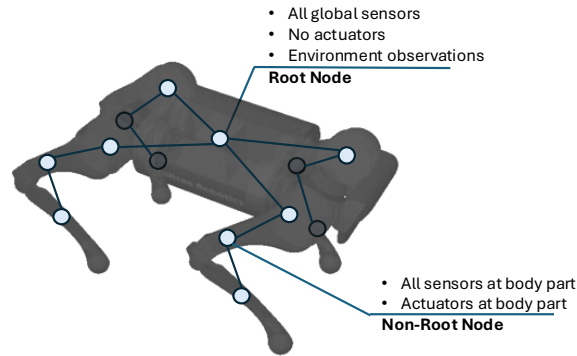 • All global sensors
• No actuators
• Environment observations
Root Node
• All sensors at body part
• Actuators at body part
Non-Root Node